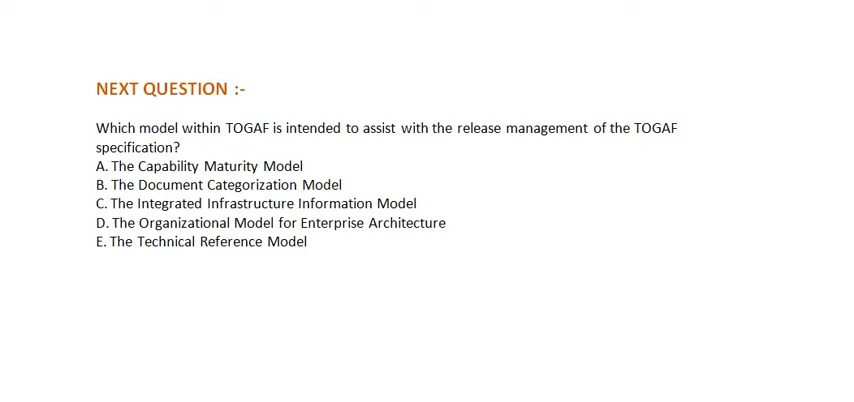 NEXT QUESTION :-
Which model within TOGAF is intended to assist with the release management of the TOGAF
specification?
A. The Capability Maturity Model
B. The Document Categorization Model
C. The Integrated Infrastructure Information Model
D. The Organizational Model for Enterprise Architecture
E. The Technical Reference Model